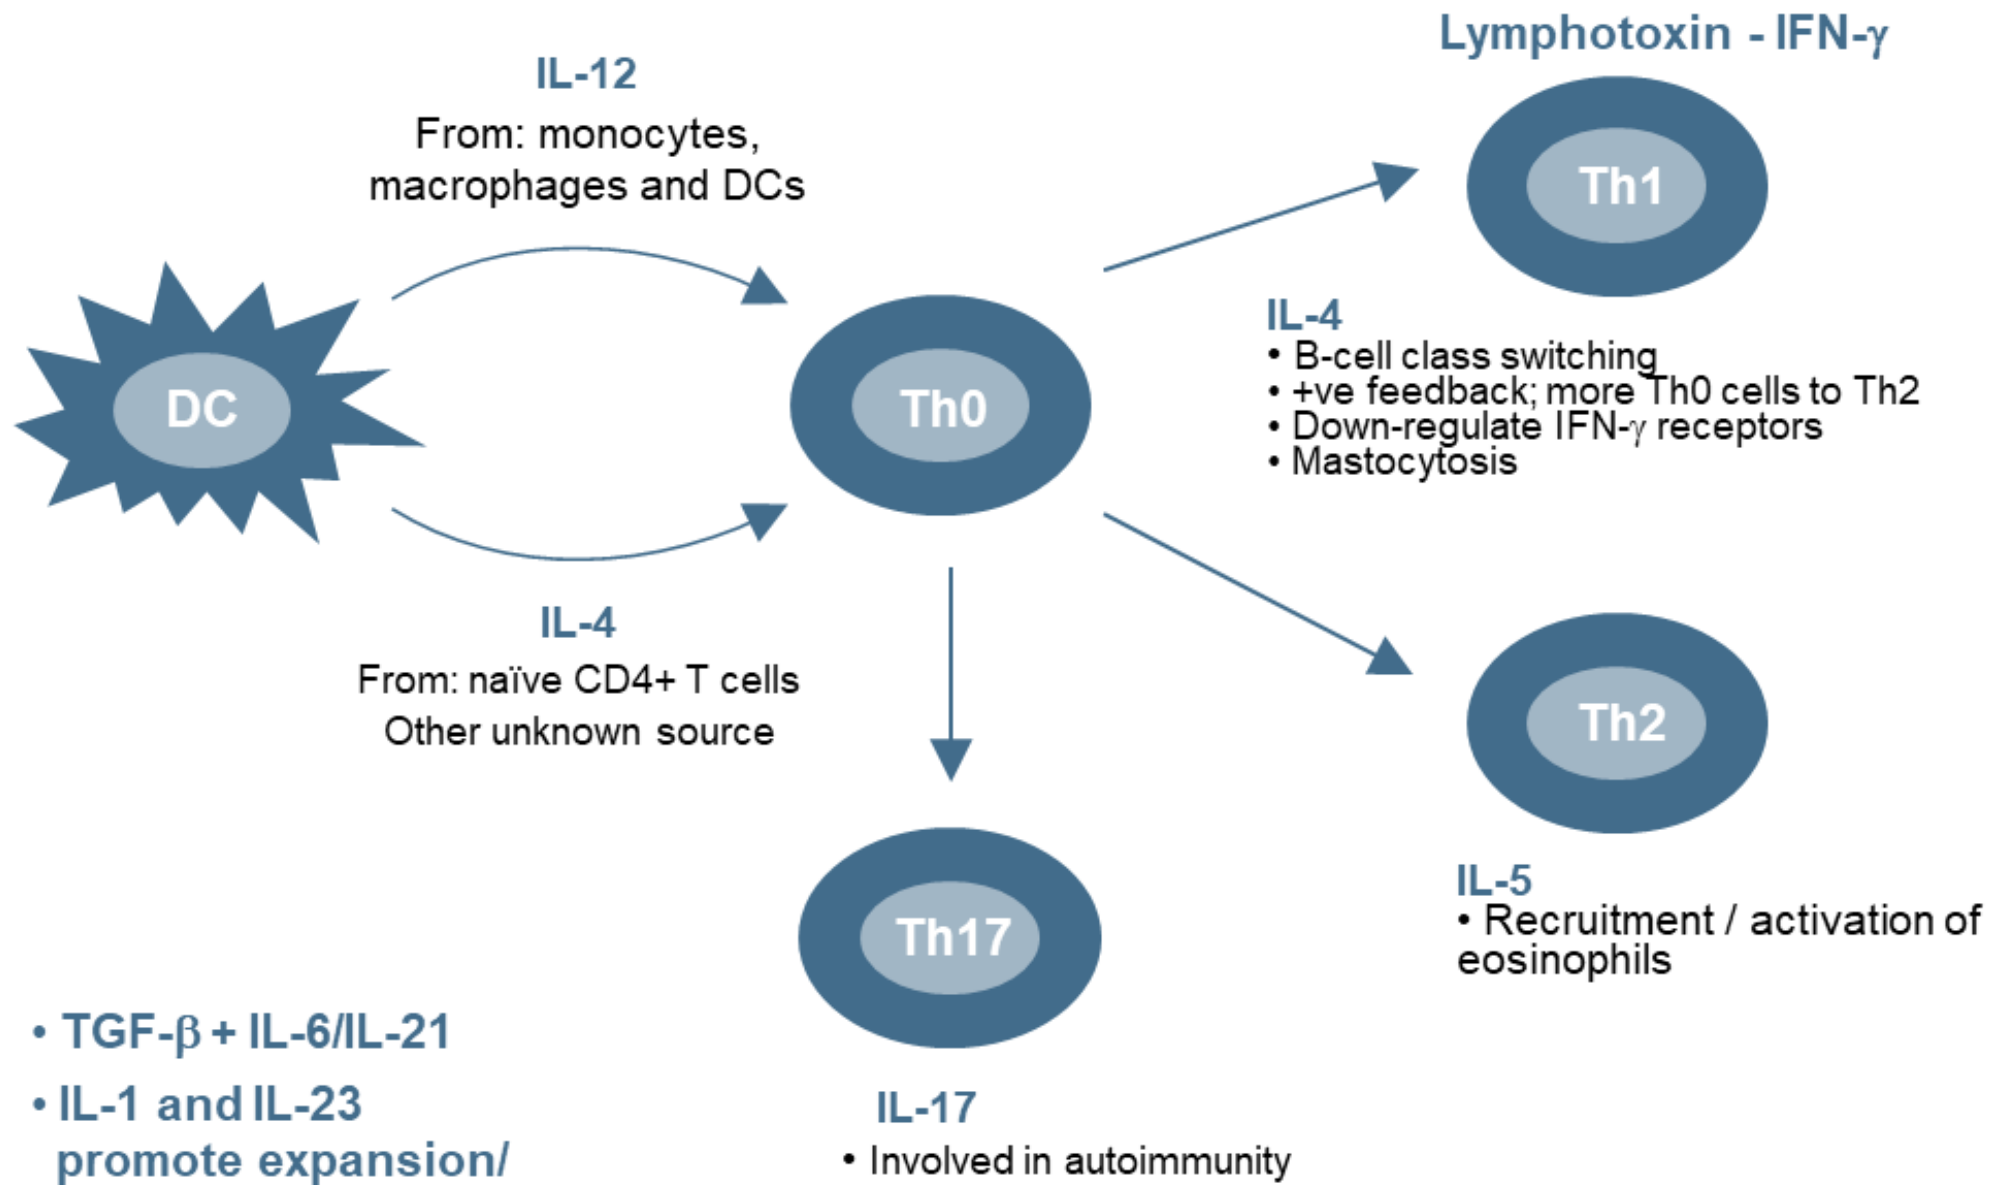 Lymphotoxin - IFN-γ
IL-12
From: monocytes,
macrophages and DCs
Th1
DC
Th0
IL-4
• B-cell class switching
• +ve feedback; more Th0 cells to Th2
• Down-regulate IFN-γ receptors
• Mastocytosis
IL-4
From: naïve CD4+ T cells
Other unknown source
Th2
IL-5
• Recruitment / activation of
eosinophils
Th17
IL-17
• Involved in autoimmunity
• TGF-β + IL-6/IL-21
• IL-1 and IL-23
promote expansion/